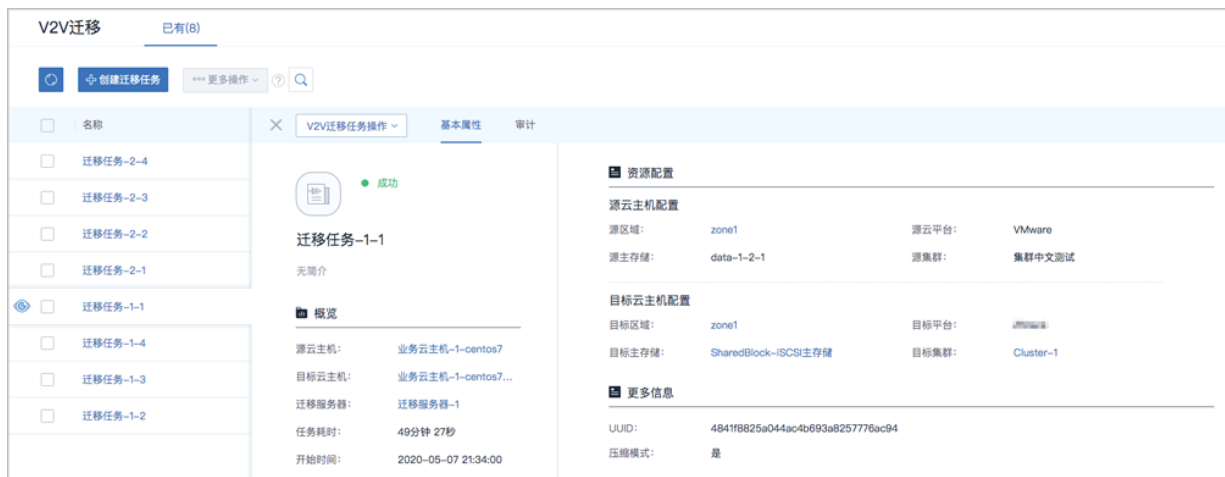 V2V迁移 已有(8)
创建迁移任务 更多操作
名称 V2V迁移任务操作 基本属性 审计
迁移任务-2-4
迁移任务-2-3
迁移任务-2-2
迁移任务-2-1
迁移任务-1-1
迁移任务-1-4
迁移任务-1-3
迁移任务-1-2
成功
迁移任务-1-1
无简介
概览
源云主机: 业务云主机-1-centos7
目标云主机: 业务云主机-1-centos7...
迁移服务器: 迁移服务器-1
任务耗时: 49分钟 27秒
开始时间: 2020-05-07 21:34:00
资源配置
源云主机配置
源区域: zone1 源云平台: VMware
源主存储: data-1-2-1 源集群: 集群中文测试
目标云主机配置
目标区域: zone1 目标平台:
目标主存储: SharedBlock-iSCSI主存储 目标集群: Cluster-1
更多信息
UUID: 4841f8825a044ac4b693a8257776ac94
压缩模式: 是